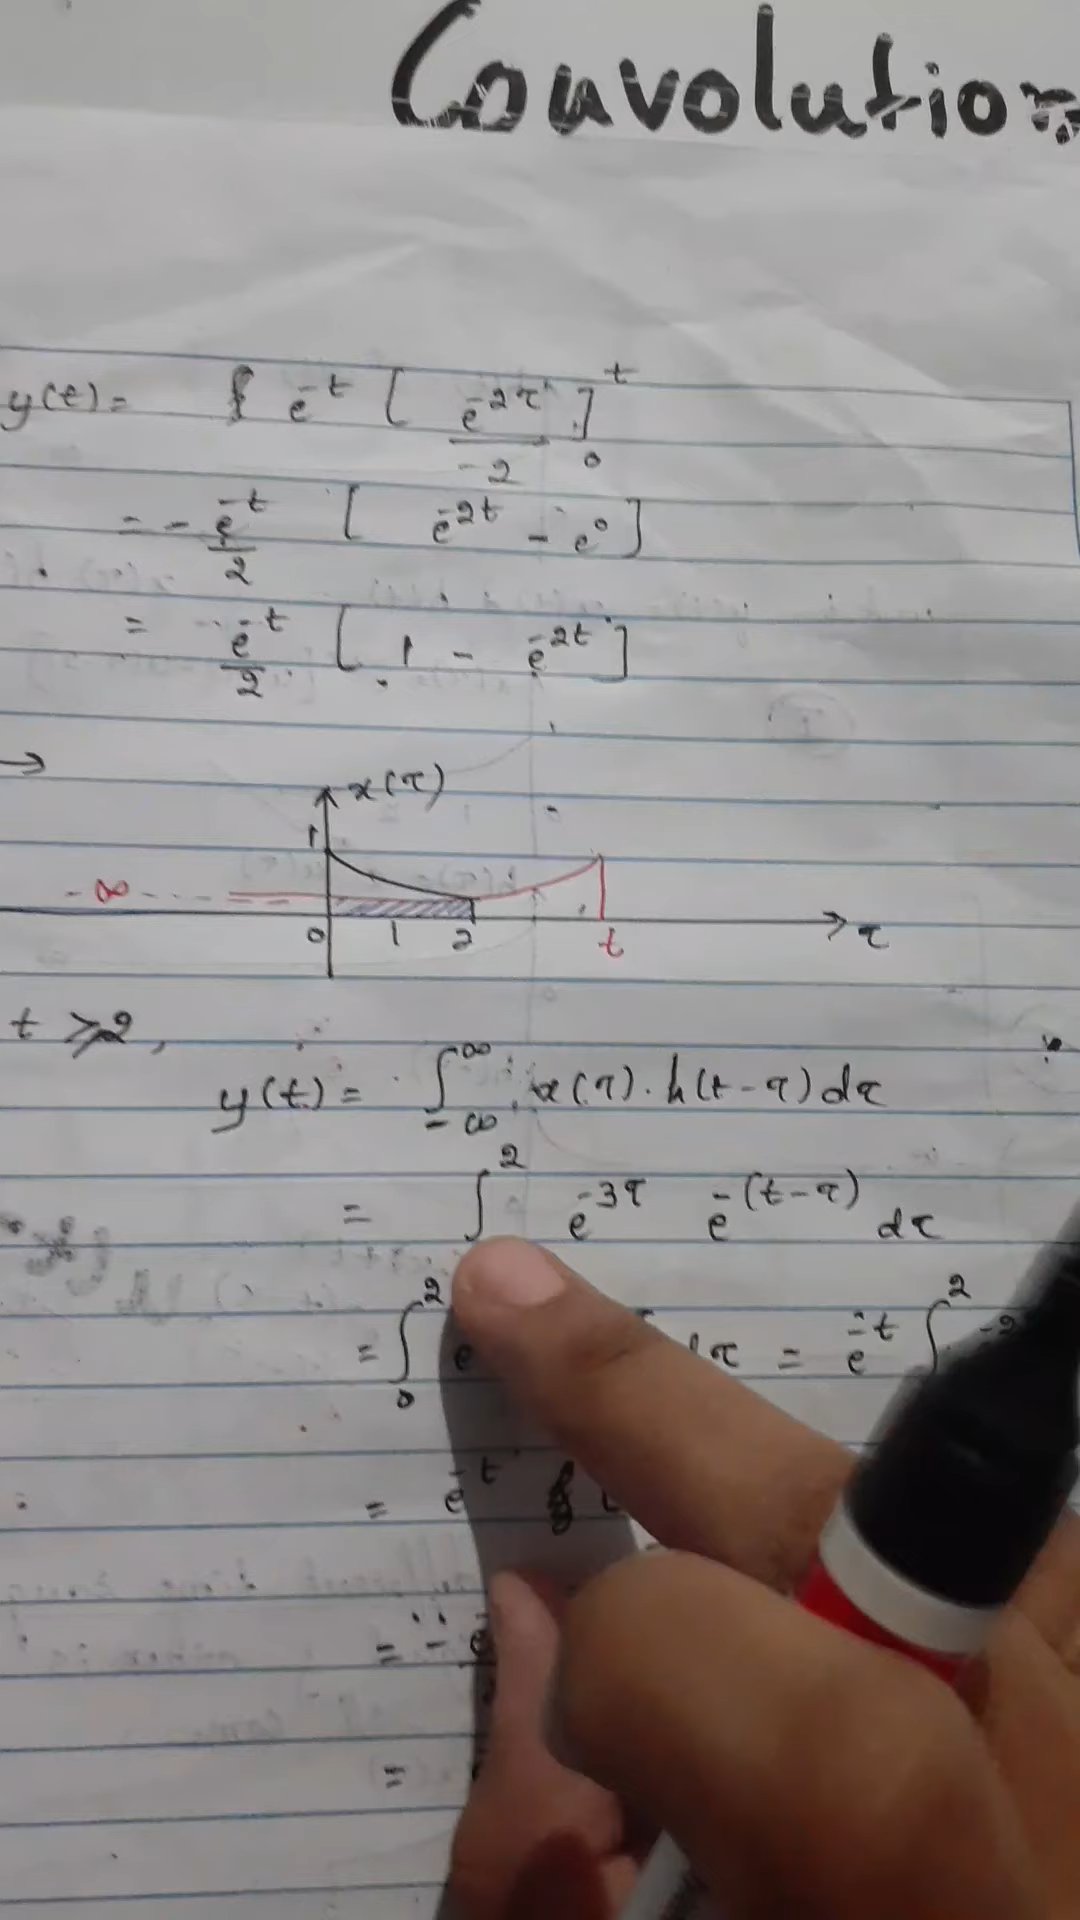 Convolution
y(t) = e^-t [ e^-2τ / -2 ]_0^t
= - e^-t / 2 [ e^-2t - e^0 ]
= e^-t / 2 [ 1 - e^-2t ]
→
x(τ)
1
-∞
0 1 2 t τ
t ≥ 2,
y(t) = ∫_-∞^∞ x(τ) . h(t - τ) dτ
= ∫^2 e^-3τ e^-(t-τ) dτ
= ∫_0^2 e dτ = e^-t ∫^2
= e^-t
=
=